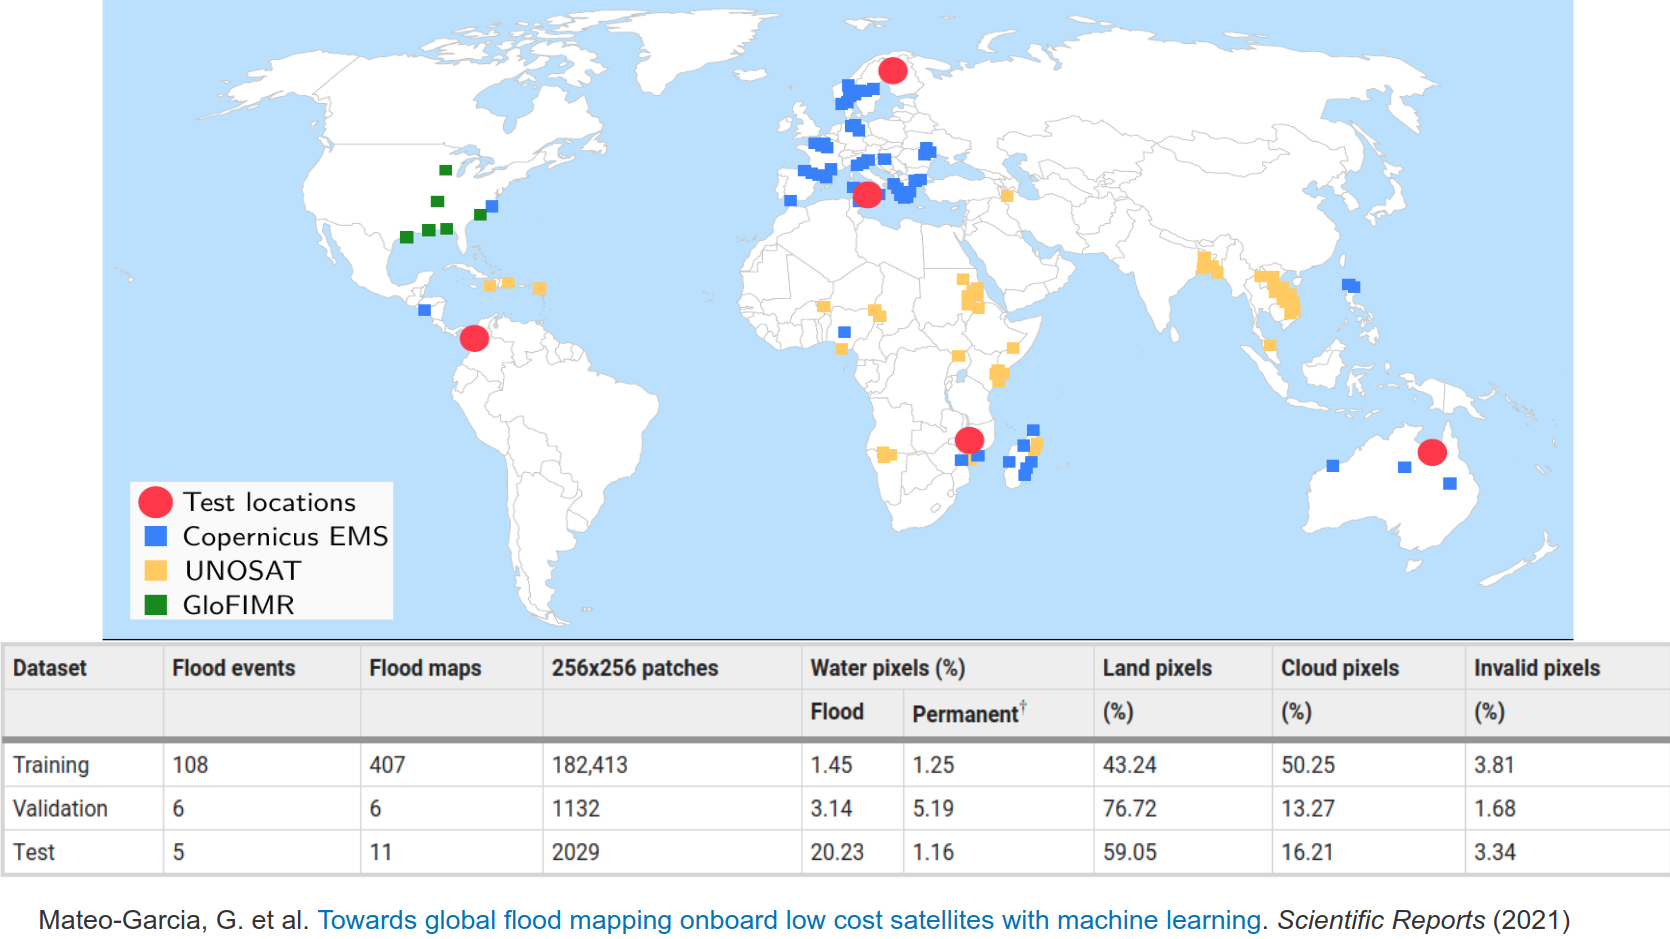 Test locations
Copernicus EMS
UNOSAT
GloFIMR
Dataset Flood events Flood maps 256x256 patches Water pixels (%) Land pixels Cloud pixels Invalid pixels
Flood Permanent† (%) (%) (%)
Training 108 407 182,413 1.45 1.25 43.24 50.25 3.81
Validation 6 6 1132 3.14 5.19 76.72 13.27 1.68
Test 5 11 2029 20.23 1.16 59.05 16.21 3.34
Mateo-Garcia, G. et al. Towards global flood mapping onboard low cost satellites with machine learning. Scientific Reports (2021)